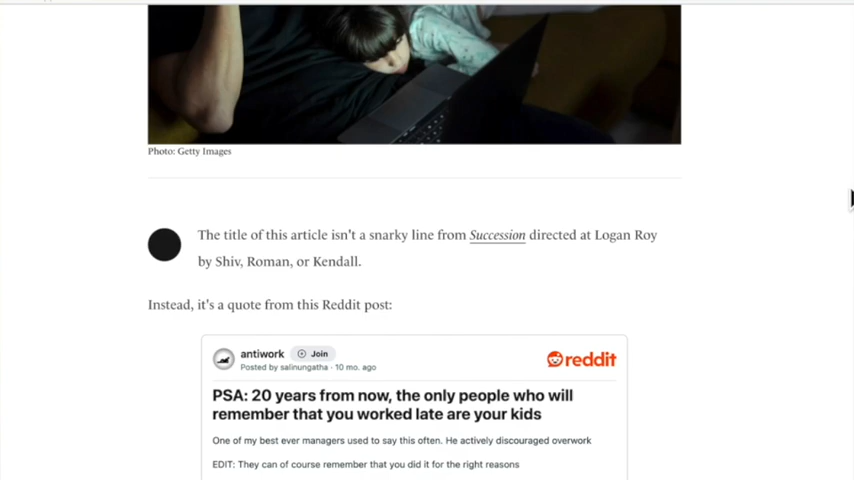 Photo: Getty Images
The title of this article isn't a snarky line from Succession directed at Logan Roy
by Shiv, Roman, or Kendall.
Instead, it's a quote from this Reddit post:
antiwork Join
reddit
Posted by salinungatha · 10 mo. ago
PSA: 20 years from now, the only people who will
remember that you worked late are your kids
One of my best ever managers used to say this often. He actively discouraged overwork
EDIT: They can of course remember that you did it for the right reasons